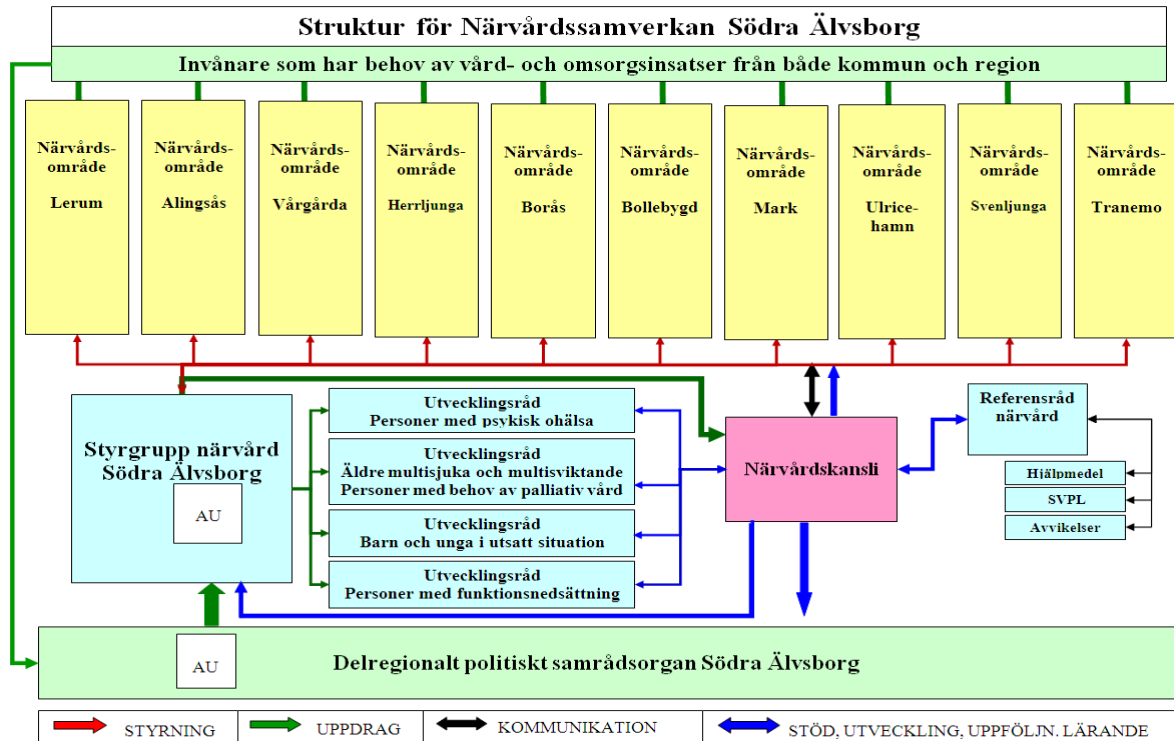 Struktur för Närvårdssamverkan Södra Älvsborg
Invånare som har behov av vård- och omsorgsinsatser från både kommun och region
Närvårds-
område
Lerum
Närvårds-
område
Alingsås
Närvårds-
område
Vårgårda
Närvårds-
område
Herrljunga
Närvårds-
område
Borås
Närvårds-
område
Bollebygd
Närvårds-
område
Mark
Närvårds-
område
Ulrice-
hamn
Närvårds-
område
Svenljunga
Närvårds-
område
Tranemo
Styrgrupp närvård
Södra Älvsborg
AU
Utvecklingsråd
Personer med psykisk ohälsa
Utvecklingsråd
Äldre multisjuka och multisviktande
Personer med behov av palliativ vård
Utvecklingsråd
Barn och unga i utsatt situation
Utvecklingsråd
Personer med funktionsnedsättning
Närvårdskansli
Referensråd
närvård
Hjälpmedel
SVPL
Avvikelser
AU
Delregionalt politiskt samrådsorgan Södra Älvsborg
STYRNING
UPPDRAG
KOMMUNIKATION
STÖD, UTVECKLING, UPPFÖLJN. LÄRANDE